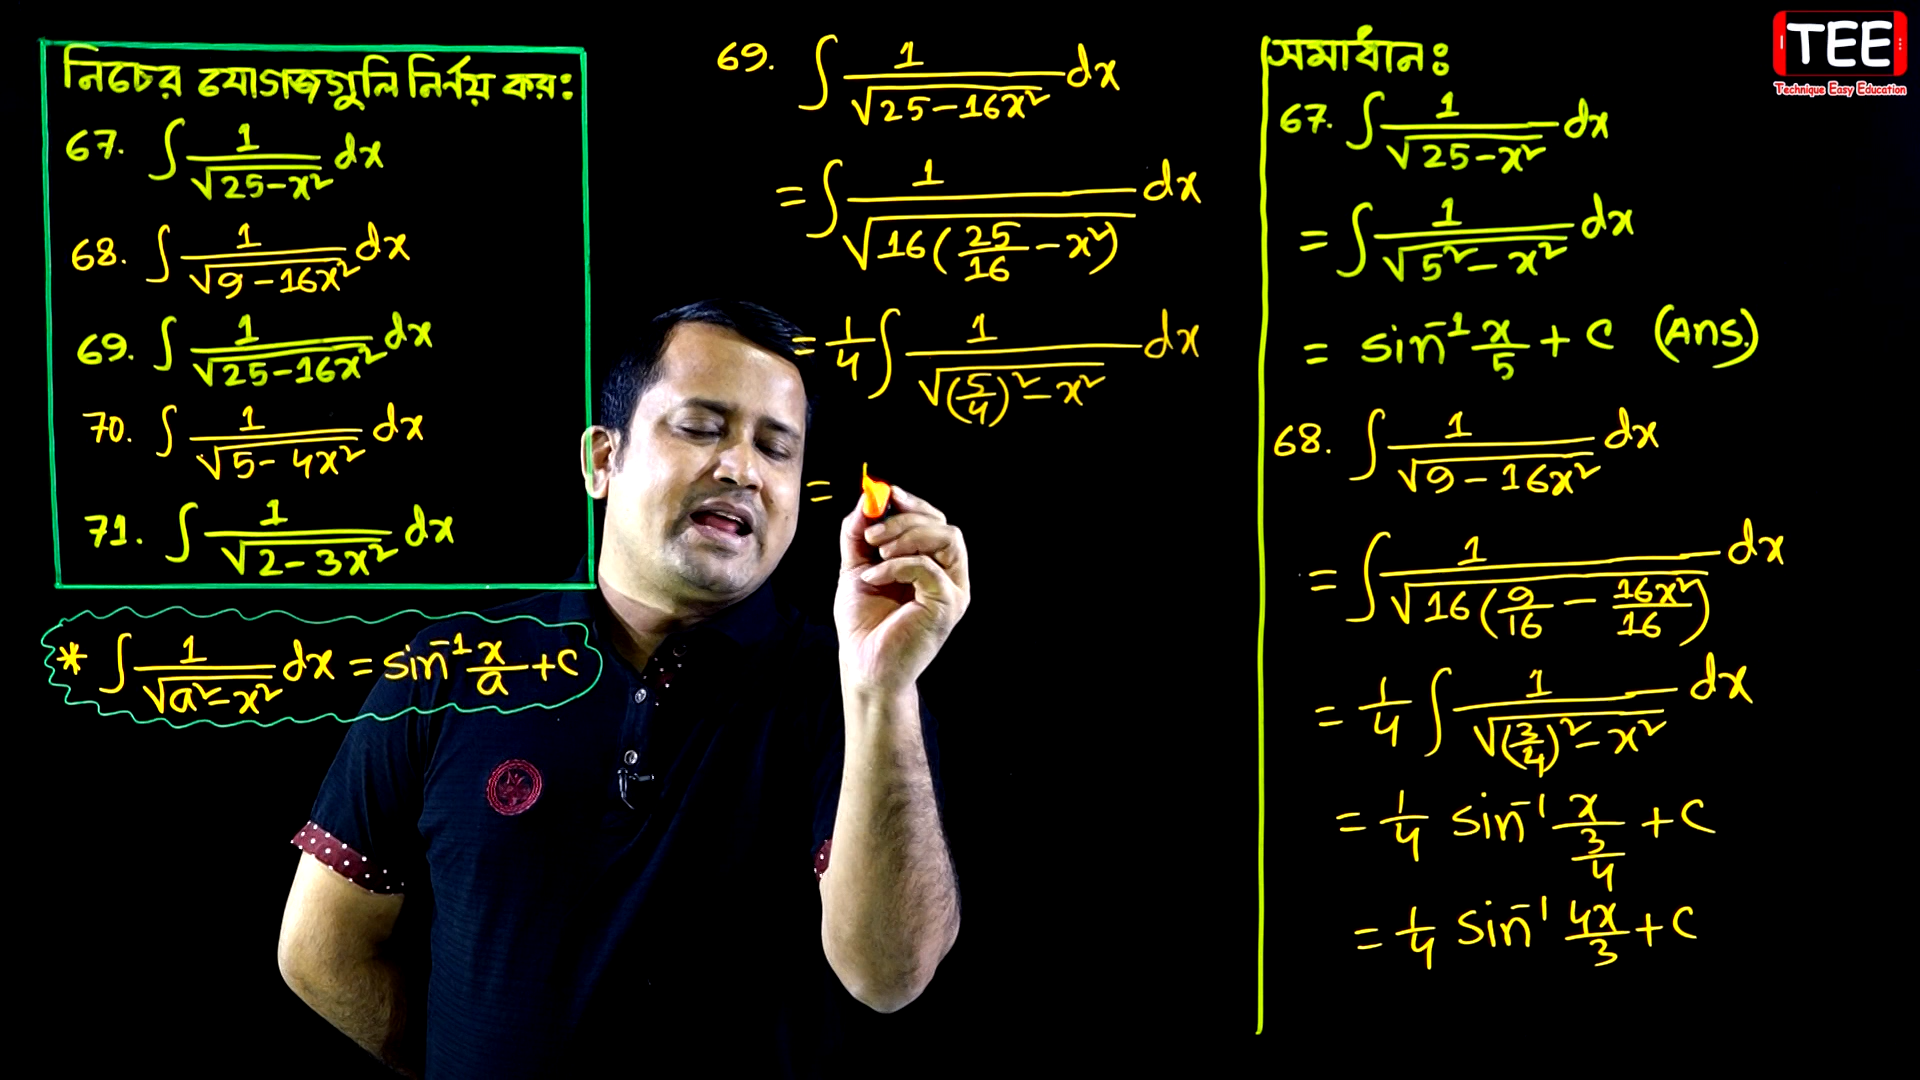 নিচের যোগজগুলি নির্ণয় কর:
67. ∫ 1/√(25-x²) dx
68. ∫ 1/√(9-16x²) dx
69. ∫ 1/√(25-16x²) dx
70. ∫ 1/√(5-4x²) dx
71. ∫ 1/√(2-3x²) dx
* ∫ 1/√(a²-x²) dx = sin⁻¹ x/a + c
69. ∫ 1/√(25-16x²) dx
= ∫ 1/√(16(25/16 - x²)) dx
= 1/4 ∫ 1/√((5/4)² - x²) dx
=
সমাধান:
67. ∫ 1/√(25-x²) dx
= ∫ 1/√(5² - x²) dx
= sin⁻¹ x/5 + c (Ans.)
68. ∫ 1/√(9-16x²) dx
= ∫ 1/√(16(9/16 - 16x²/16)) dx
= 1/4 ∫ 1/√((3/4)² - x²) dx
= 1/4 sin⁻¹ x/(3/4) + c
= 1/4 sin⁻¹ 4x/3 + c
TEE
Technique Easy Education